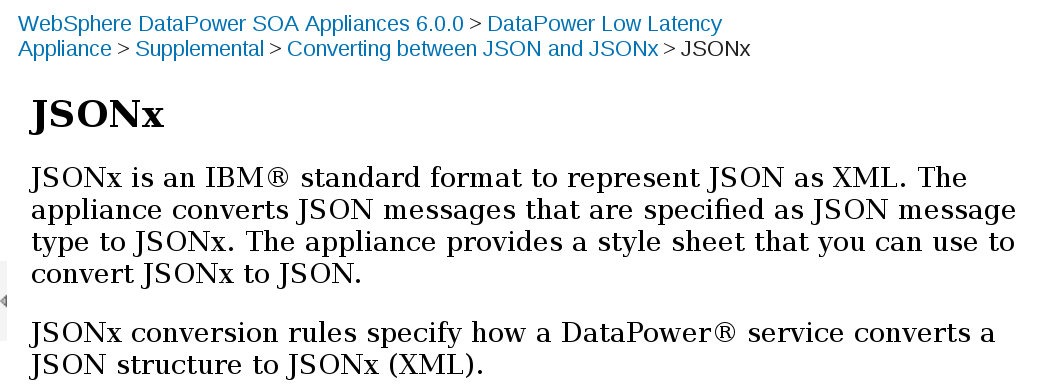 WebSphere DataPower SOA Appliances 6.0.0 > DataPower Low Latency
Appliance > Supplemental > Converting between JSON and JSONx > JSONx
JSONx
JSONx is an IBM® standard format to represent JSON as XML. The
appliance converts JSON messages that are specified as JSON message
type to JSONx. The appliance provides a style sheet that you can use to
convert JSONx to JSON.
JSONx conversion rules specify how a DataPower® service converts a
JSON structure to JSONx (XML).